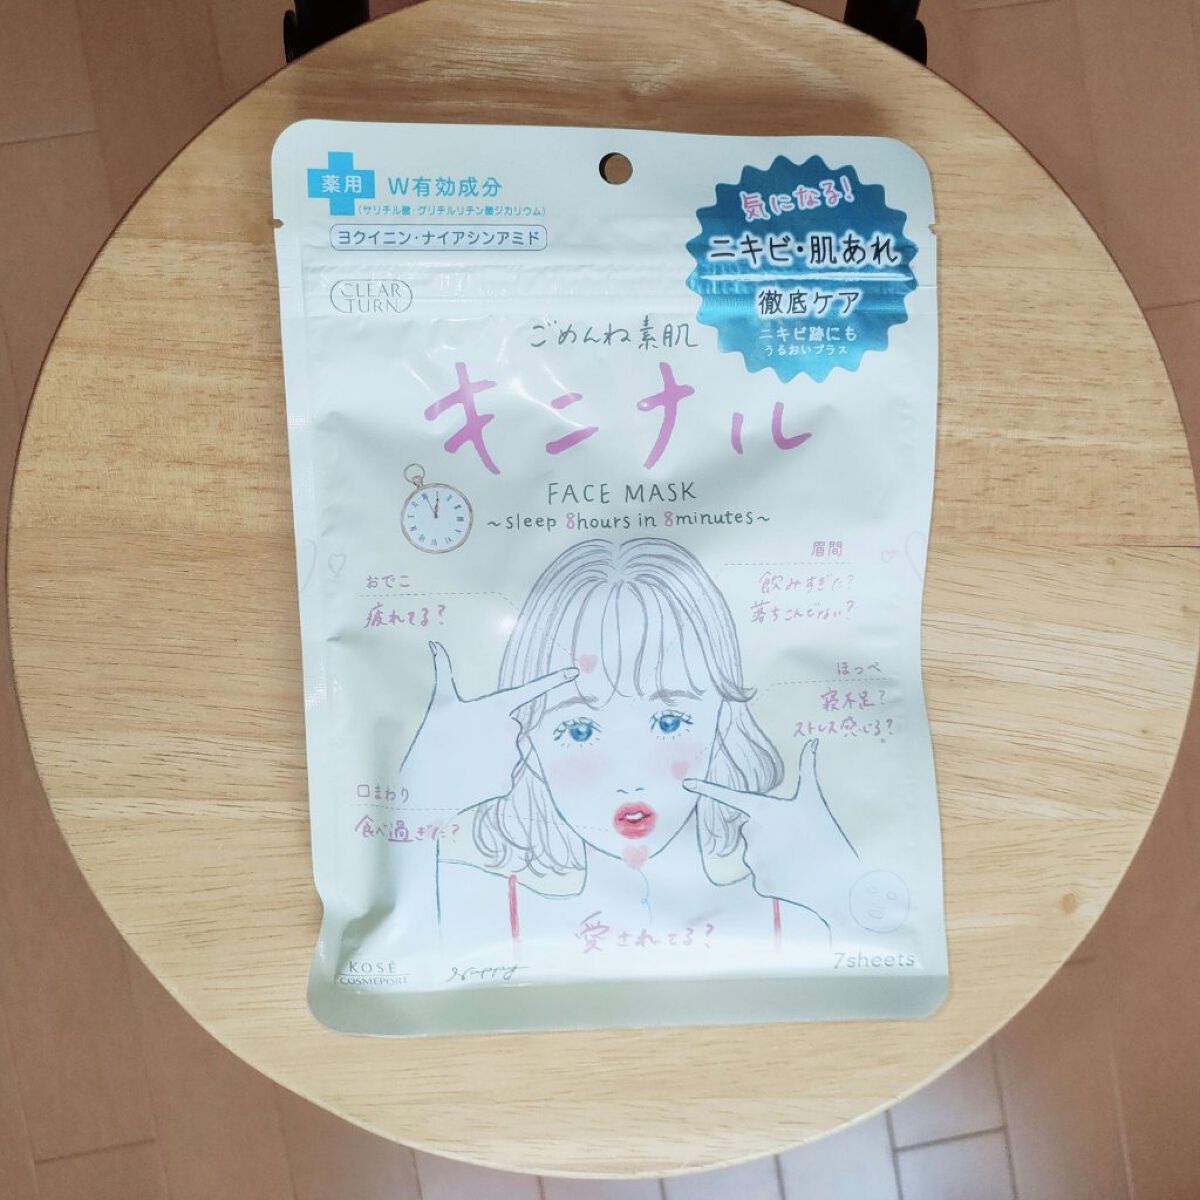 薬用
W有効成分
(サリチル酸・グリチルリチン酸ジカリウム)
ヨクイニン・ナイアシンアミド
気になる!
ニキビ・肌あれ
徹底ケア
ニキビ跡にも
うるおいプラス
CLEAR
TURN
ごめんね素肌
キニナル
FACE MASK
~sleep 8hours in 8minutes~
おでこ
疲れてる?
眉間
飲みすぎた?
落ちこんでない?
ほっぺ
寝不足?
ストレス感じる?
口まわり
食べ過ぎた?
愛されてる?
KOSÉ
COSMEPORT
7sheets